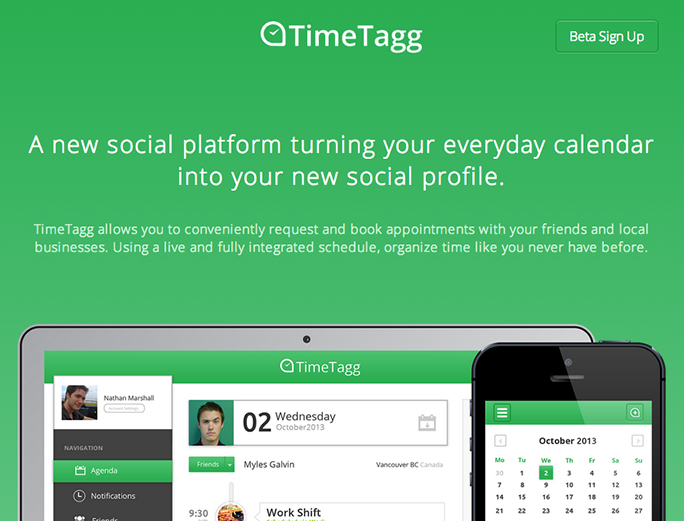 TimeTagg
Beta Sign Up
A new social platform turning your everyday calendar
into your new social profile.
TimeTagg allows you to conveniently request and book appointments with your friends and local
businesses. Using a live and fully integrated schedule, organize time like you never have before.
TimeTagg
Nathan Marshall
Account Settings
NAVIGATION
Agenda
Notifications
Friends
02 Wednesday
October2013
Friends
Myles Galvin
Vancouver BC Canada
9:30
Work Shift
October 2013
Mo Tu We Th Fr Sa Su
30 1 2 3 4 5 6
7 8 9 10 11 12 13
14 15 16 17 18 19 20
21 22 23 24 25 26 27